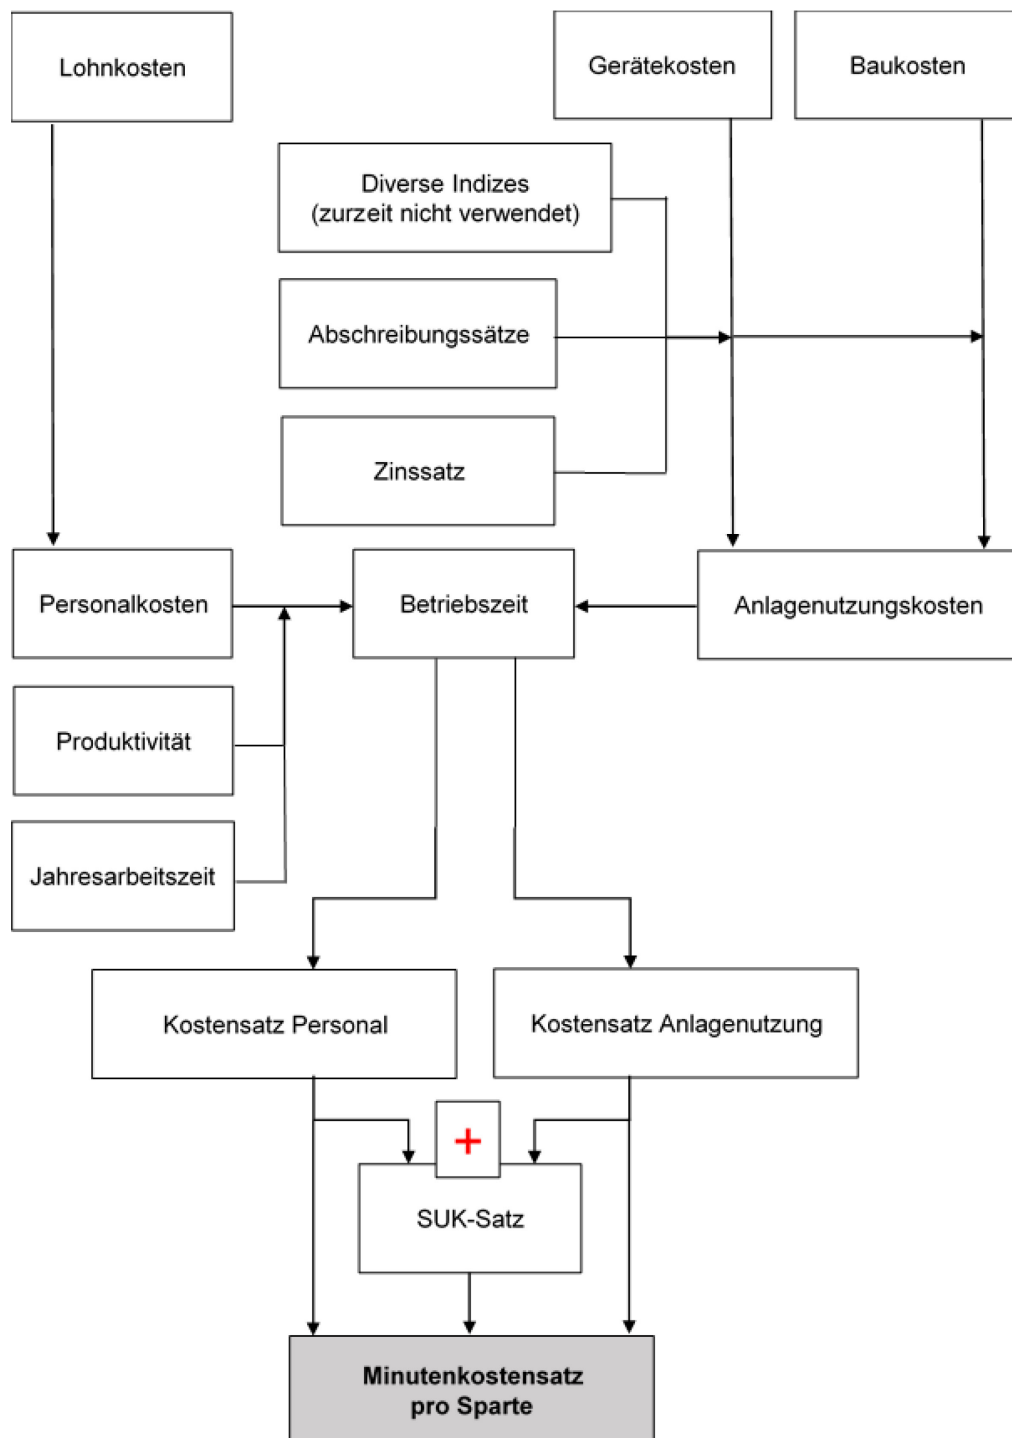 Lohnkosten
Gerätekosten
Baukosten
Diverse Indizes
(zurzeit nicht verwendet)
Abschreibungssätze
Zinssatz
Personalkosten
Betriebszeit
Anlagenutzungskosten
Produktivität
Jahresarbeitszeit
Kostensatz Personal
Kostensatz Anlagenutzung
+
SUK-Satz
Minutenkostensatz
pro Sparte